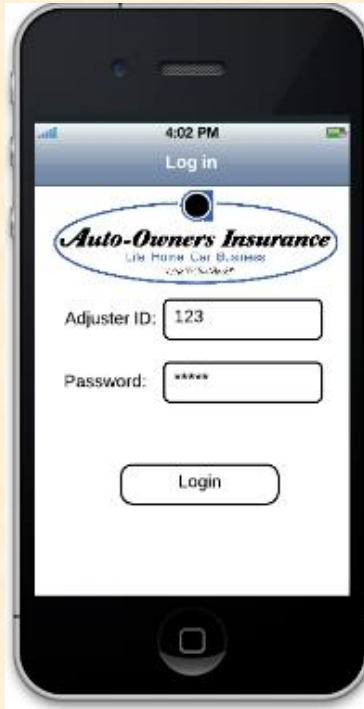 4:02 PM
Log in
Auto-Owners Insurance
Life Home Car Business
Adjuster ID: 123
Password: *****
Login